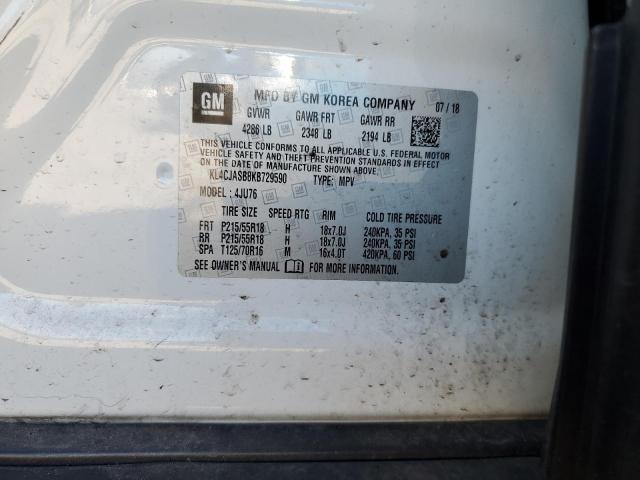 GM MFD BY GM KOREA COMPANY 07/18
GVWR GAWR FRT GAWR RR
4286 LB 2348 LB 2194 LB
THIS VEHICLE CONFORMS TO ALL APPLICABLE U.S. FEDERAL MOTOR
VEHICLE SAFETY, BUMPER, AND THEFT PREVENTION STANDARDS IN EFFECT
ON THE DATE OF MANUFACTURE SHOWN ABOVE.
KL4CJASB8KB729590 TYPE: MPV
MODEL: 4JU76
TIRE SIZE SPEED RTG RIM COLD TIRE PRESSURE
FRT P215/55R18 H 18x7.0J 240KPA, 35 PSI
RR P215/55R18 H 18x7.0J 240KPA, 35 PSI
SPA T125/70R16 M 16x4.0T 420KPA, 60 PSI
SEE OWNER'S MANUAL FOR MORE INFORMATION.